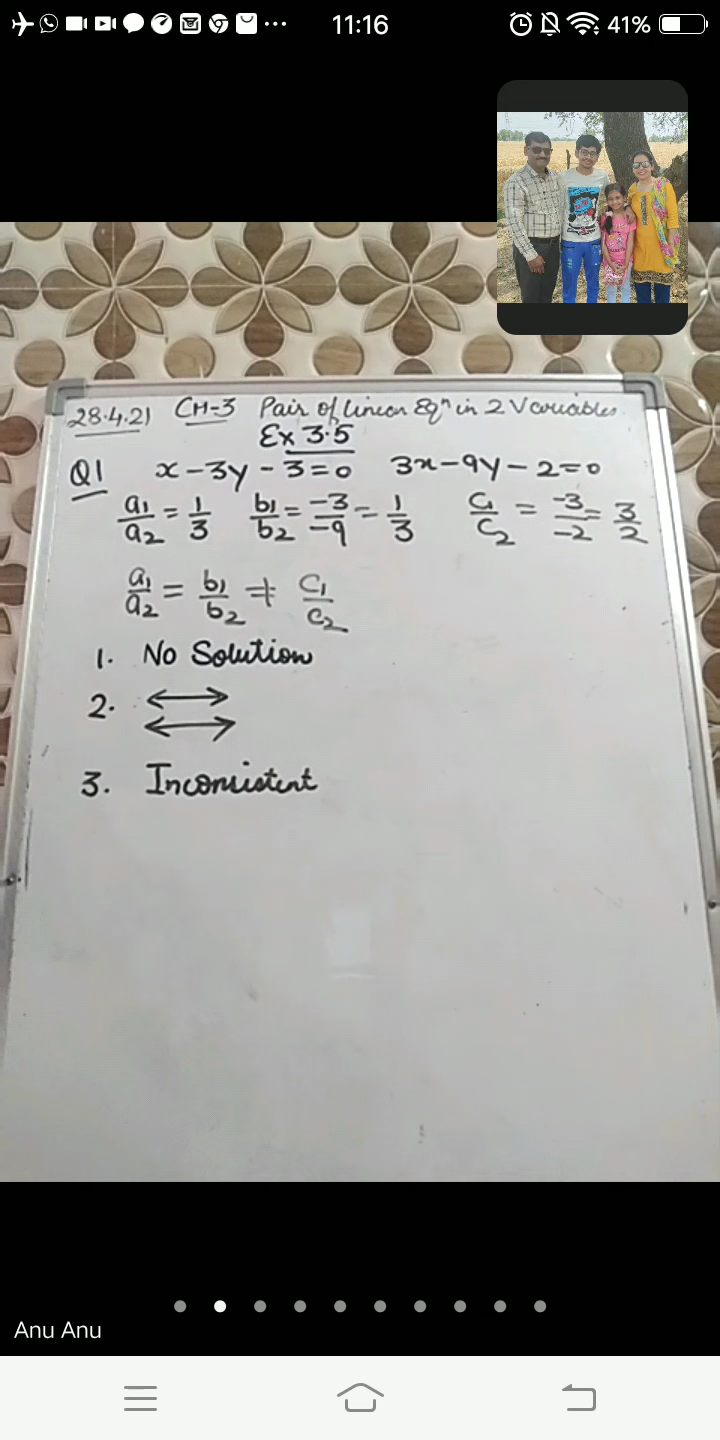 11:16
41%
28.4.21 CH-3 Pair of linear Eqⁿ in 2 Variables
Ex 3.5
Q1 x - 3y - 3 = 0 3x - 9y - 2 = 0
a₁/a₂ = 1/3 b₁/b₂ = -3/-9 = 1/3 c₁/c₂ = -3/-2 = 3/2
a₁/a₂ = b₁/b₂ ≠ c₁/c₂
1. No Solution
2.
3. Inconsistent
Anu Anu